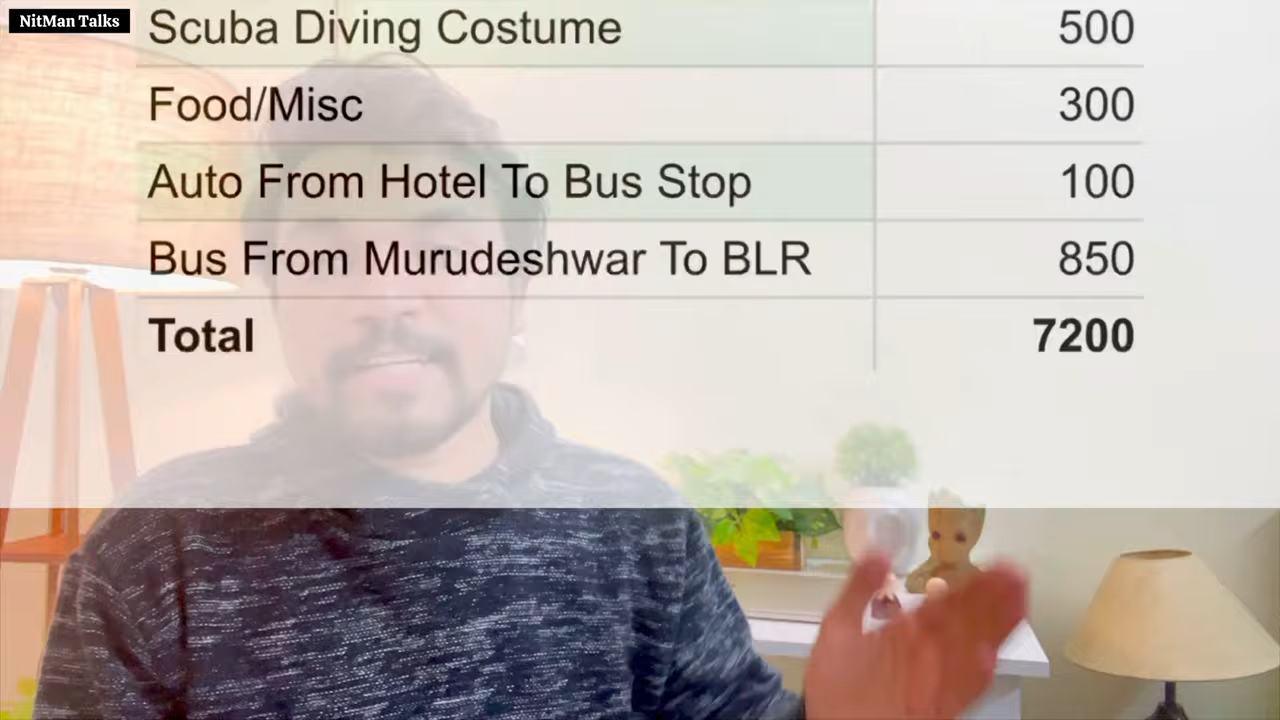 NitMan Talks
Scuba Diving Costume 500
Food/Misc 300
Auto From Hotel To Bus Stop 100
Bus From Murudeshwar To BLR 850
Total 7200